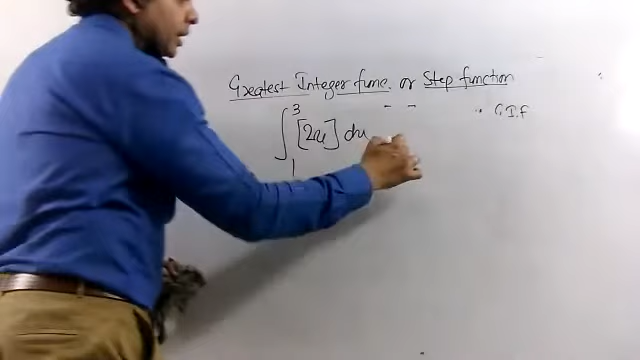 Greatest Integer func. or Step function
∫₁³ [2x] dx
G.I.F